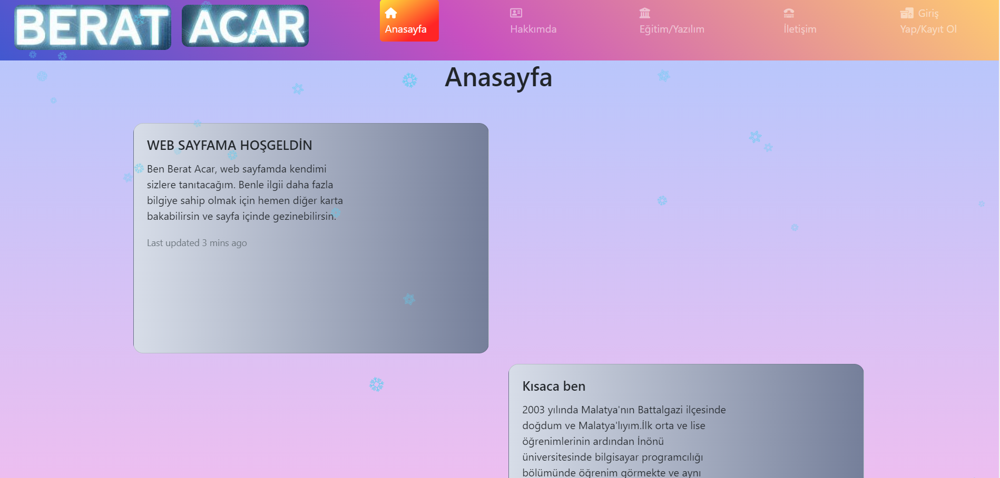 BERAT ACAR
Anasayfa
Hakkımda
Eğitim/Yazılım
İletişim
Giriş
Yap/Kayıt Ol
Anasayfa
WEB SAYFAMA HOŞGELDİN
Ben Berat Acar, web sayfamda kendimi
sizlere tanıtacağım. Benle ilgii daha fazla
bilgiye sahip olmak için hemen diğer karta
bakabilirsin ve sayfa içinde gezinebilirsin.
Last updated 3 mins ago
Kısaca ben
2003 yılında Malatya'nın Battalgazi ilçesinde
doğdum ve Malatya'lıyım.İlk orta ve lise
öğrenimlerinin ardından İnönü
üniversitesinde bilgisayar programcılığı
bölümünde öğrenim görmekte ve aynı